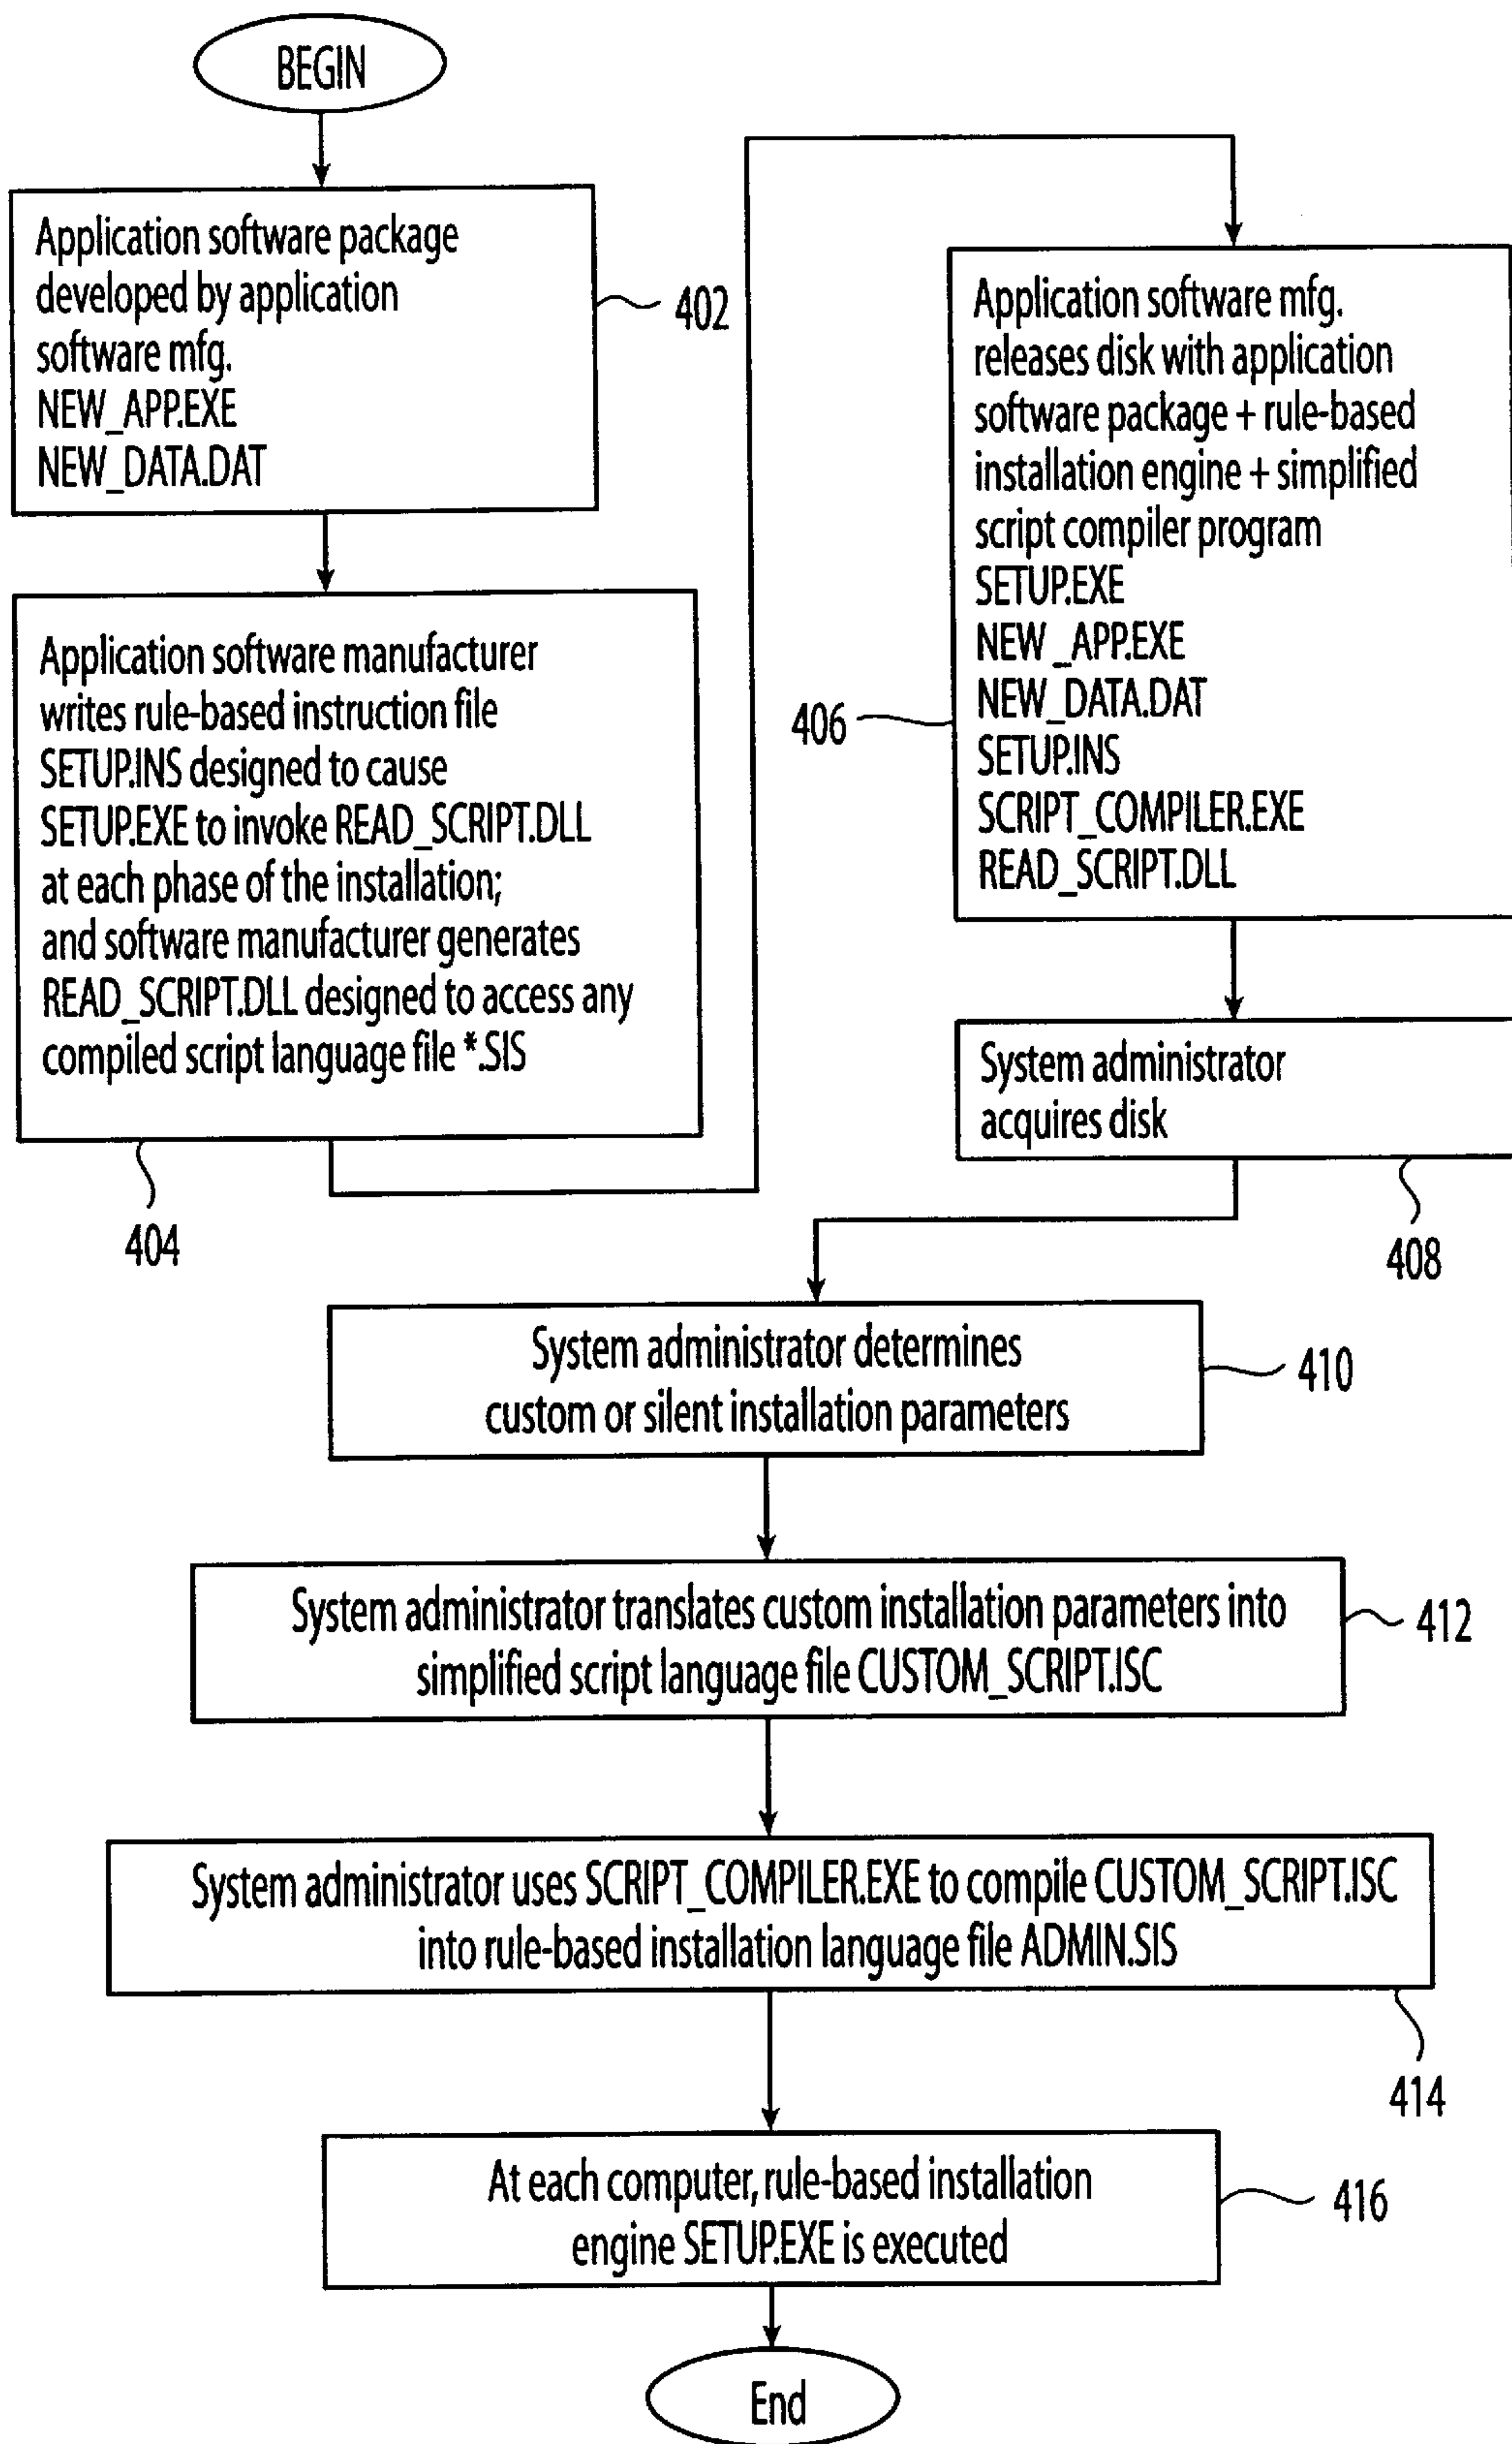 BEGIN
Application software package
developed by application
software mfg.
NEW_APP.EXE
NEW_DATA.DAT
402
Application software manufacturer
writes rule-based instruction file
SETUP.INS designed to cause
SETUP.EXE to invoke READ_SCRIPT.DLL
at each phase of the installation;
and software manufacturer generates
READ_SCRIPT.DLL designed to access any
compiled script language file *.SIS
404
Application software mfg.
releases disk with application
software package + rule-based
installation engine + simplified
script compiler program
SETUP.EXE
NEW _APP.EXE
NEW_DATA.DAT
SETUP.INS
SCRIPT_COMPILER.EXE
READ_SCRIPT.DLL
406
System administrator
acquires disk
408
System administrator determines
custom or silent installation parameters
410
System administrator translates custom installation parameters into
simplified script language file CUSTOM_SCRIPT.ISC
412
System administrator uses SCRIPT_COMPILER.EXE to compile CUSTOM_SCRIPT.ISC
into rule-based installation language file ADMIN.SIS
414
At each computer, rule-based installation
engine SETUP.EXE is executed
416
End